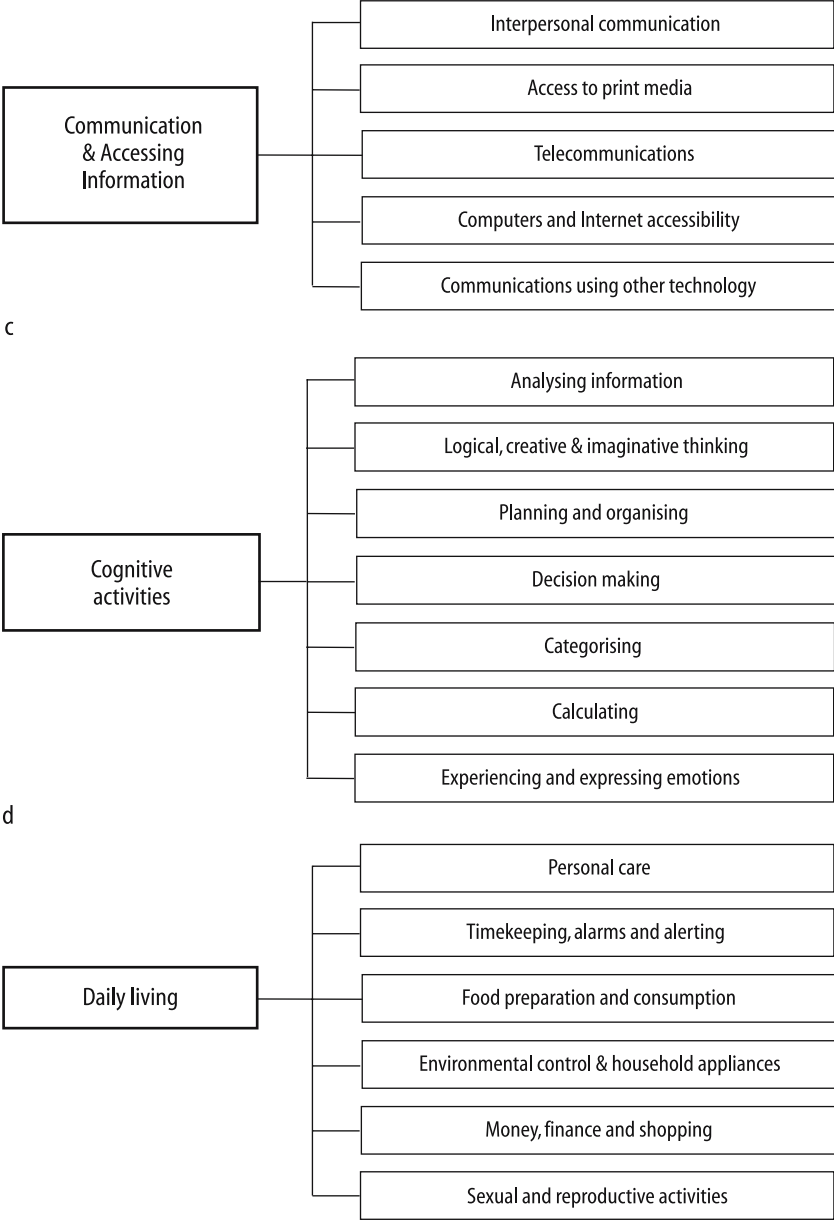 Interpersonal communication
Access to print media
Communication
& Accessing
Information
Telecommunications
Computers and Internet accessibility
Communications using other technology
c
Analysing information
Logical, creative & imaginative thinking
Planning and organising
Cognitive
activities
Decision making
Categorising
Calculating
Experiencing and expressing emotions
d
Personal care
Timekeeping, alarms and alerting
Daily living
Food preparation and consumption
Environmental control & household appliances
Money, finance and shopping
Sexual and reproductive activities